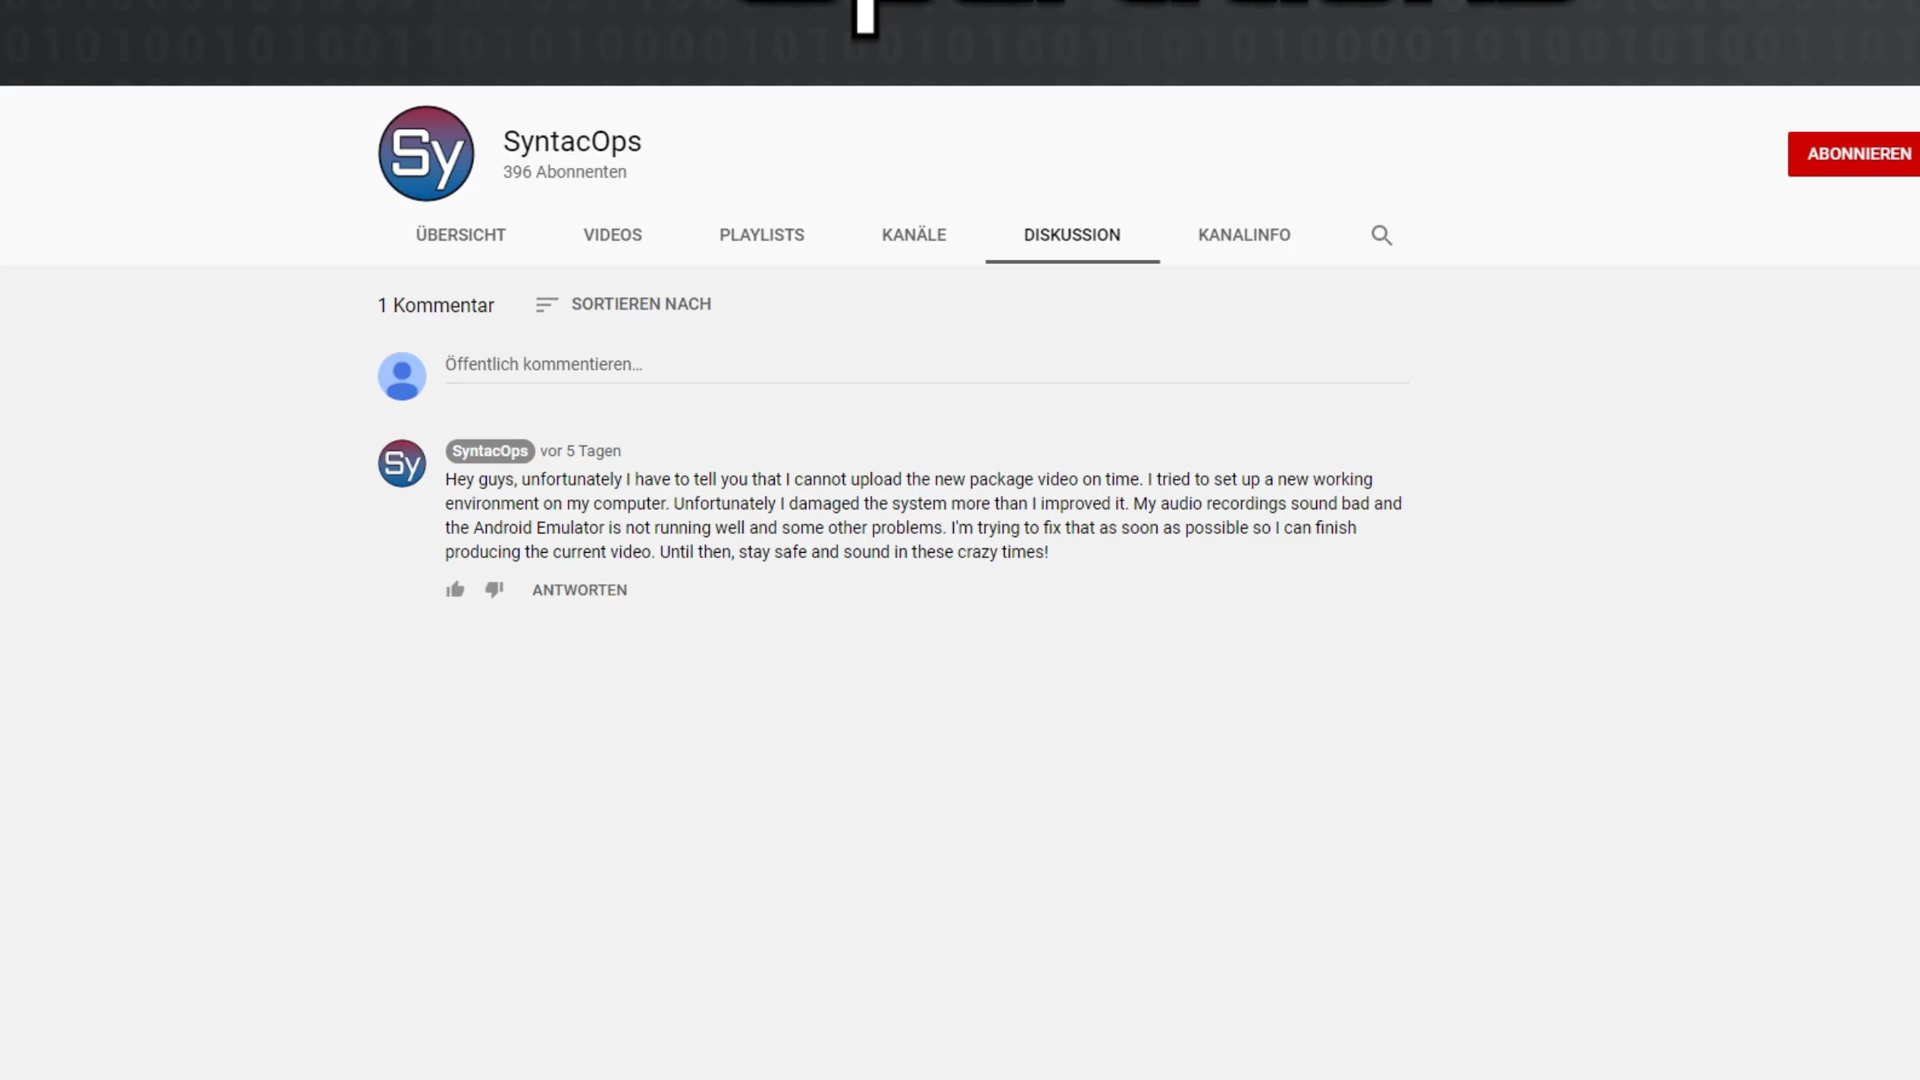 Sy
SyntacOps
396 Abonnenten
ABONNIEREN
ÜBERSICHT VIDEOS PLAYLISTS KANÄLE DISKUSSION KANALINFO
1 Kommentar SORTIEREN NACH
Öffentlich kommentieren...
Sy
SyntacOps vor 5 Tagen
Hey guys, unfortunately I have to tell you that I cannot upload the new package video on time. I tried to set up a new working
environment on my computer. Unfortunately I damaged the system more than I improved it. My audio recordings sound bad and
the Android Emulator is not running well and some other problems. I'm trying to fix that as soon as possible so I can finish
producing the current video. Until then, stay safe and sound in these crazy times!
ANTWORTEN